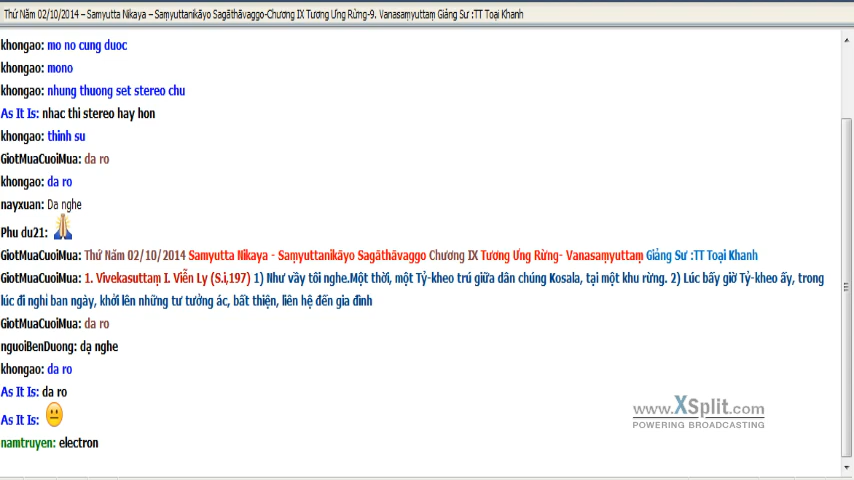 Thứ Năm 02/10/2014 – Saṃyutta Nikaya – Saṃyuttanikāyo Sagāthāvaggo-Chương IX Tương Ưng Rừng-9. Vanasaṃyuttaṃ Giảng Sư :TT Toại Khanh
khongao: mo no cung duoc
khongao: mono
khongao: nhung thuong set stereo chu
As It Is: nhac thi stereo hay hon
khongao: thinh su
GiotMuaCuoiMua: da ro
khongao: da ro
nayxuan: Da nghe
Phu du21:
GiotMuaCuoiMua: Thứ Năm 02/10/2014 Saṃyutta Nikaya - Saṃyuttanikāyo Sagāthāvaggo Chương IX Tương Ưng Rừng- Vanasaṃyuttaṃ Giảng Sư :TT Toại Khanh
GiotMuaCuoiMua: 1. Vivekasuttaṃ I. Viễn Ly (S.i,197) 1) Như vầy tôi nghe.Một thời, một Tỷ-kheo trú giữa dân chúng Kosala, tại một khu rừng. 2) Lúc bấy giờ Tỷ-kheo ấy, trong
lúc đi nghỉ ban ngày, khởi lên những tư tưởng ác, bất thiện, liên hệ đến gia đình
GiotMuaCuoiMua: da ro
nguoiBenDuong: dạ nghe
khongao: da ro
As It Is: da ro
As It Is:
namtruyen: electron
www.XSplit.com
POWERING BROADCASTING